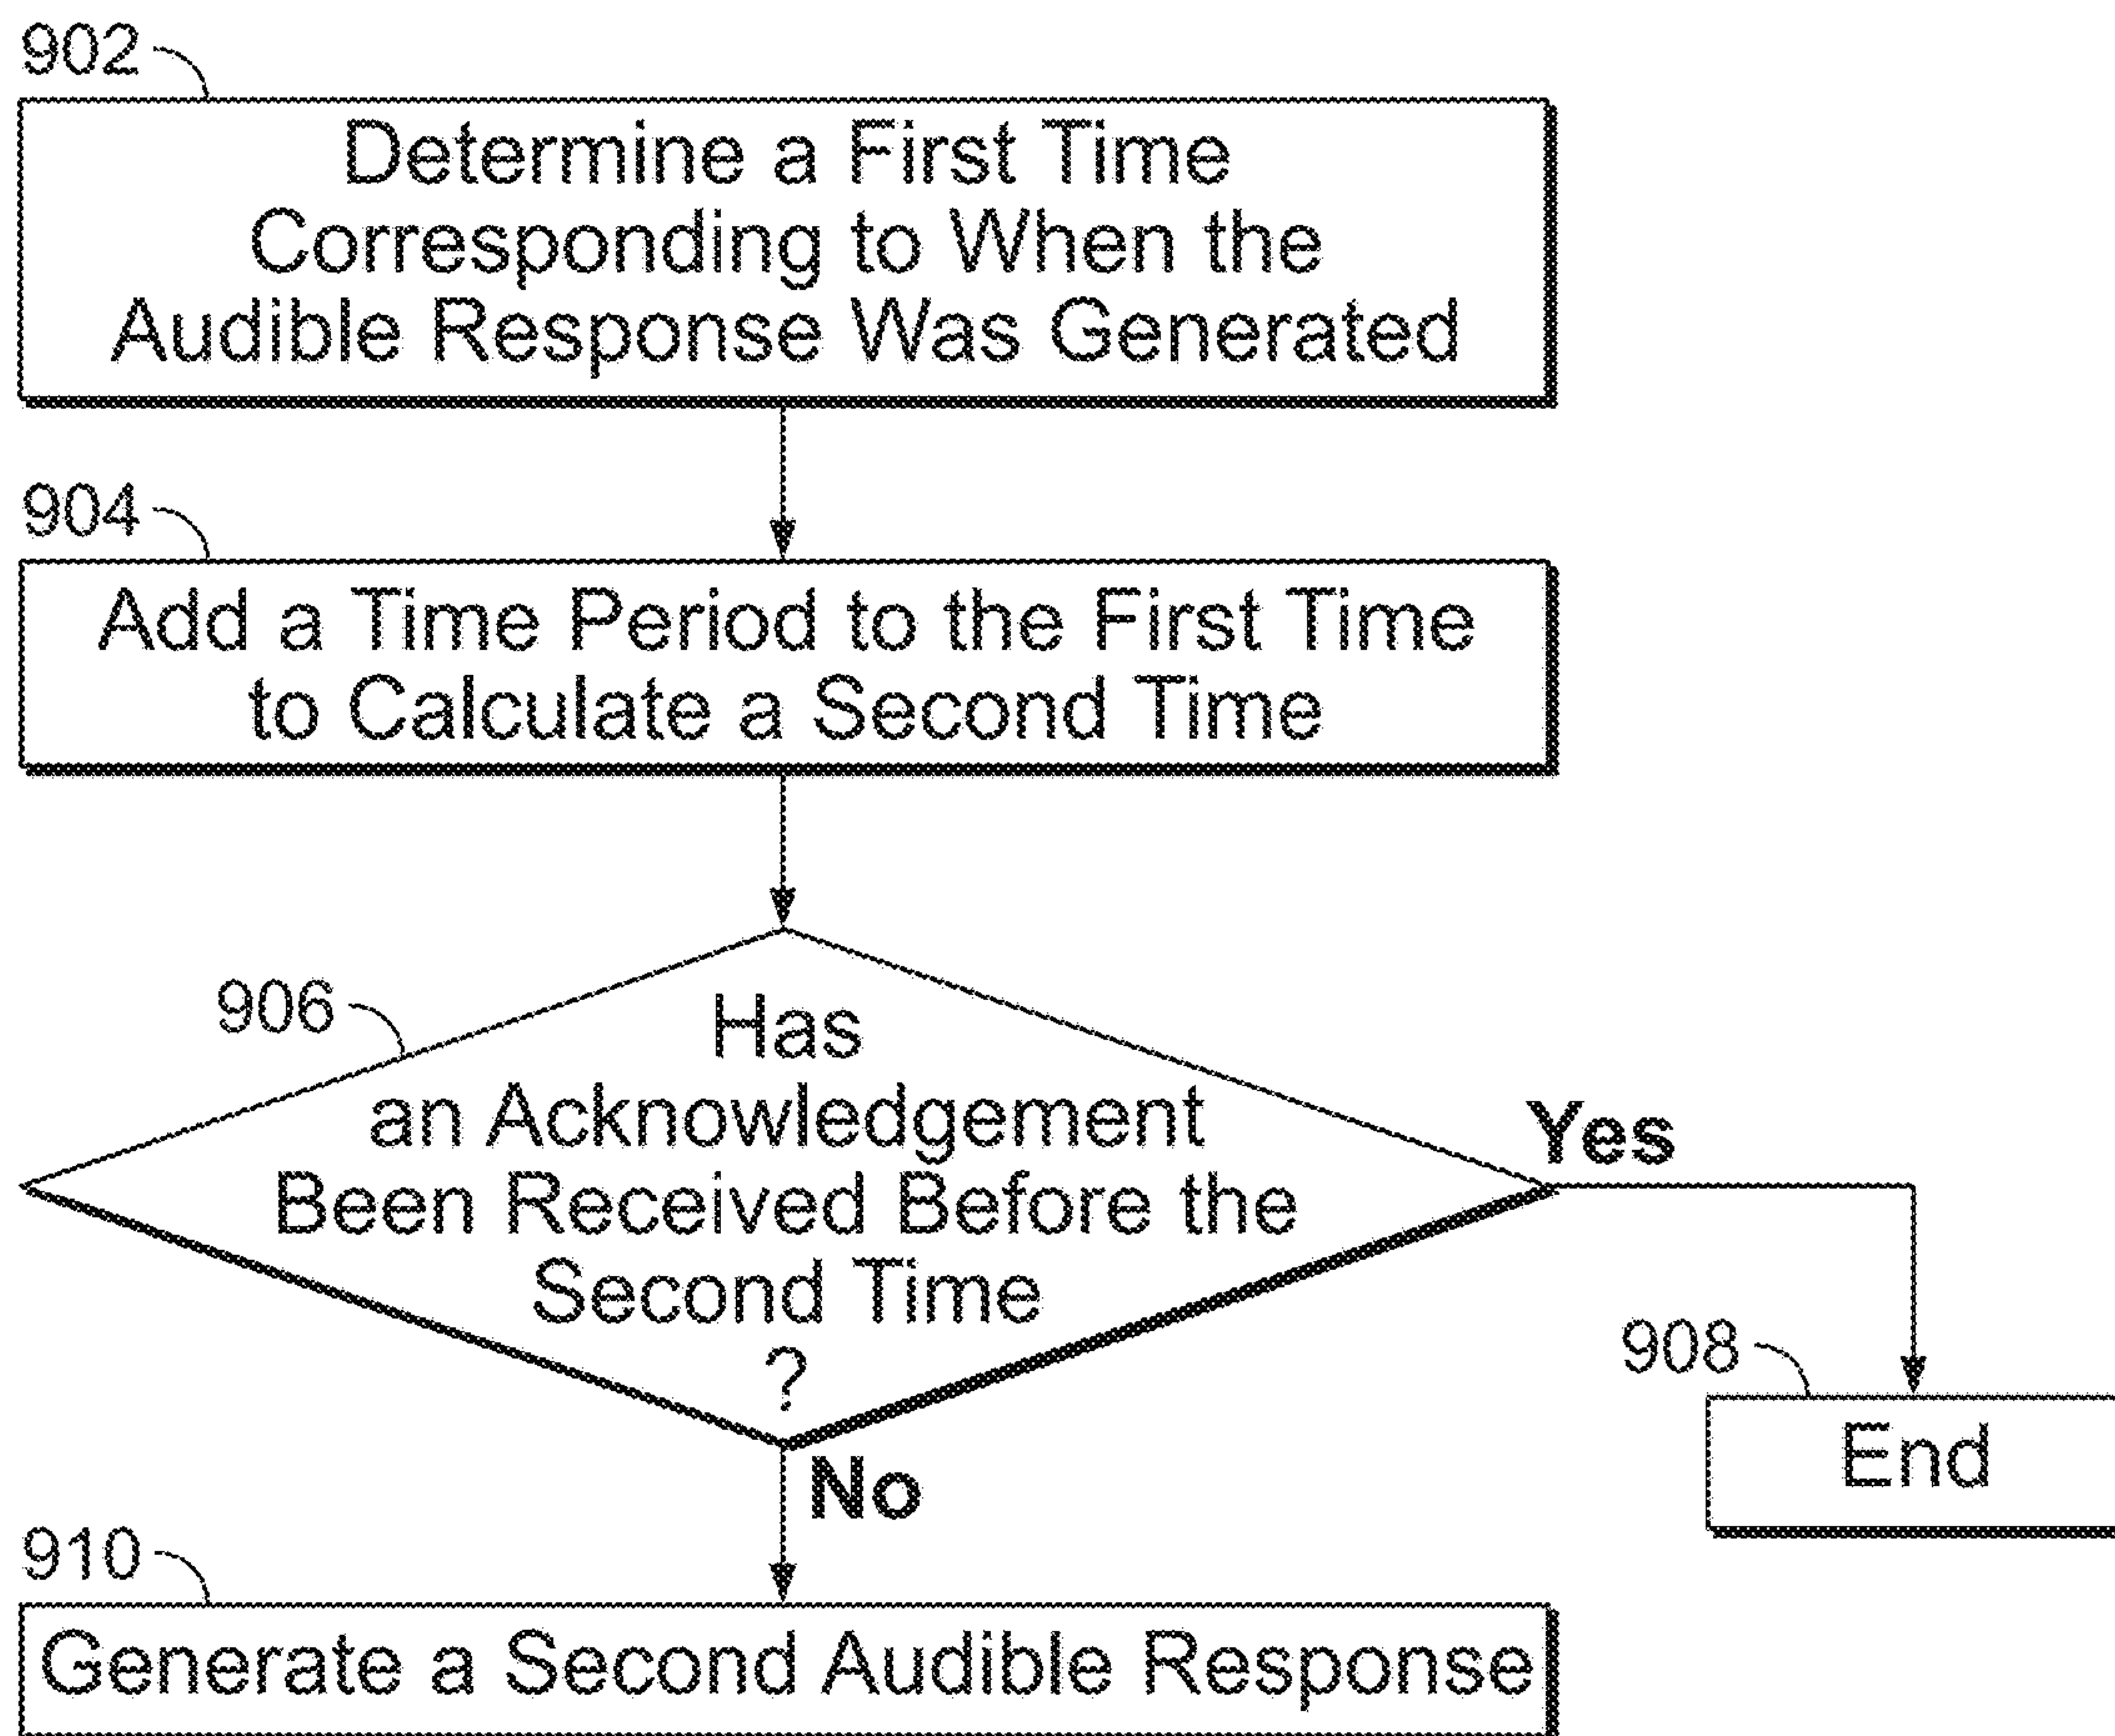 902
Determine a First Time
Corresponding to When the
Audible Response Was Generated
904
Add a Time Period to the First Time
to Calculate a Second Time
906
Has
an Acknowledgement
Been Received Before the
Second Time
?
Yes
No
908
End
910
Generate a Second Audible Response